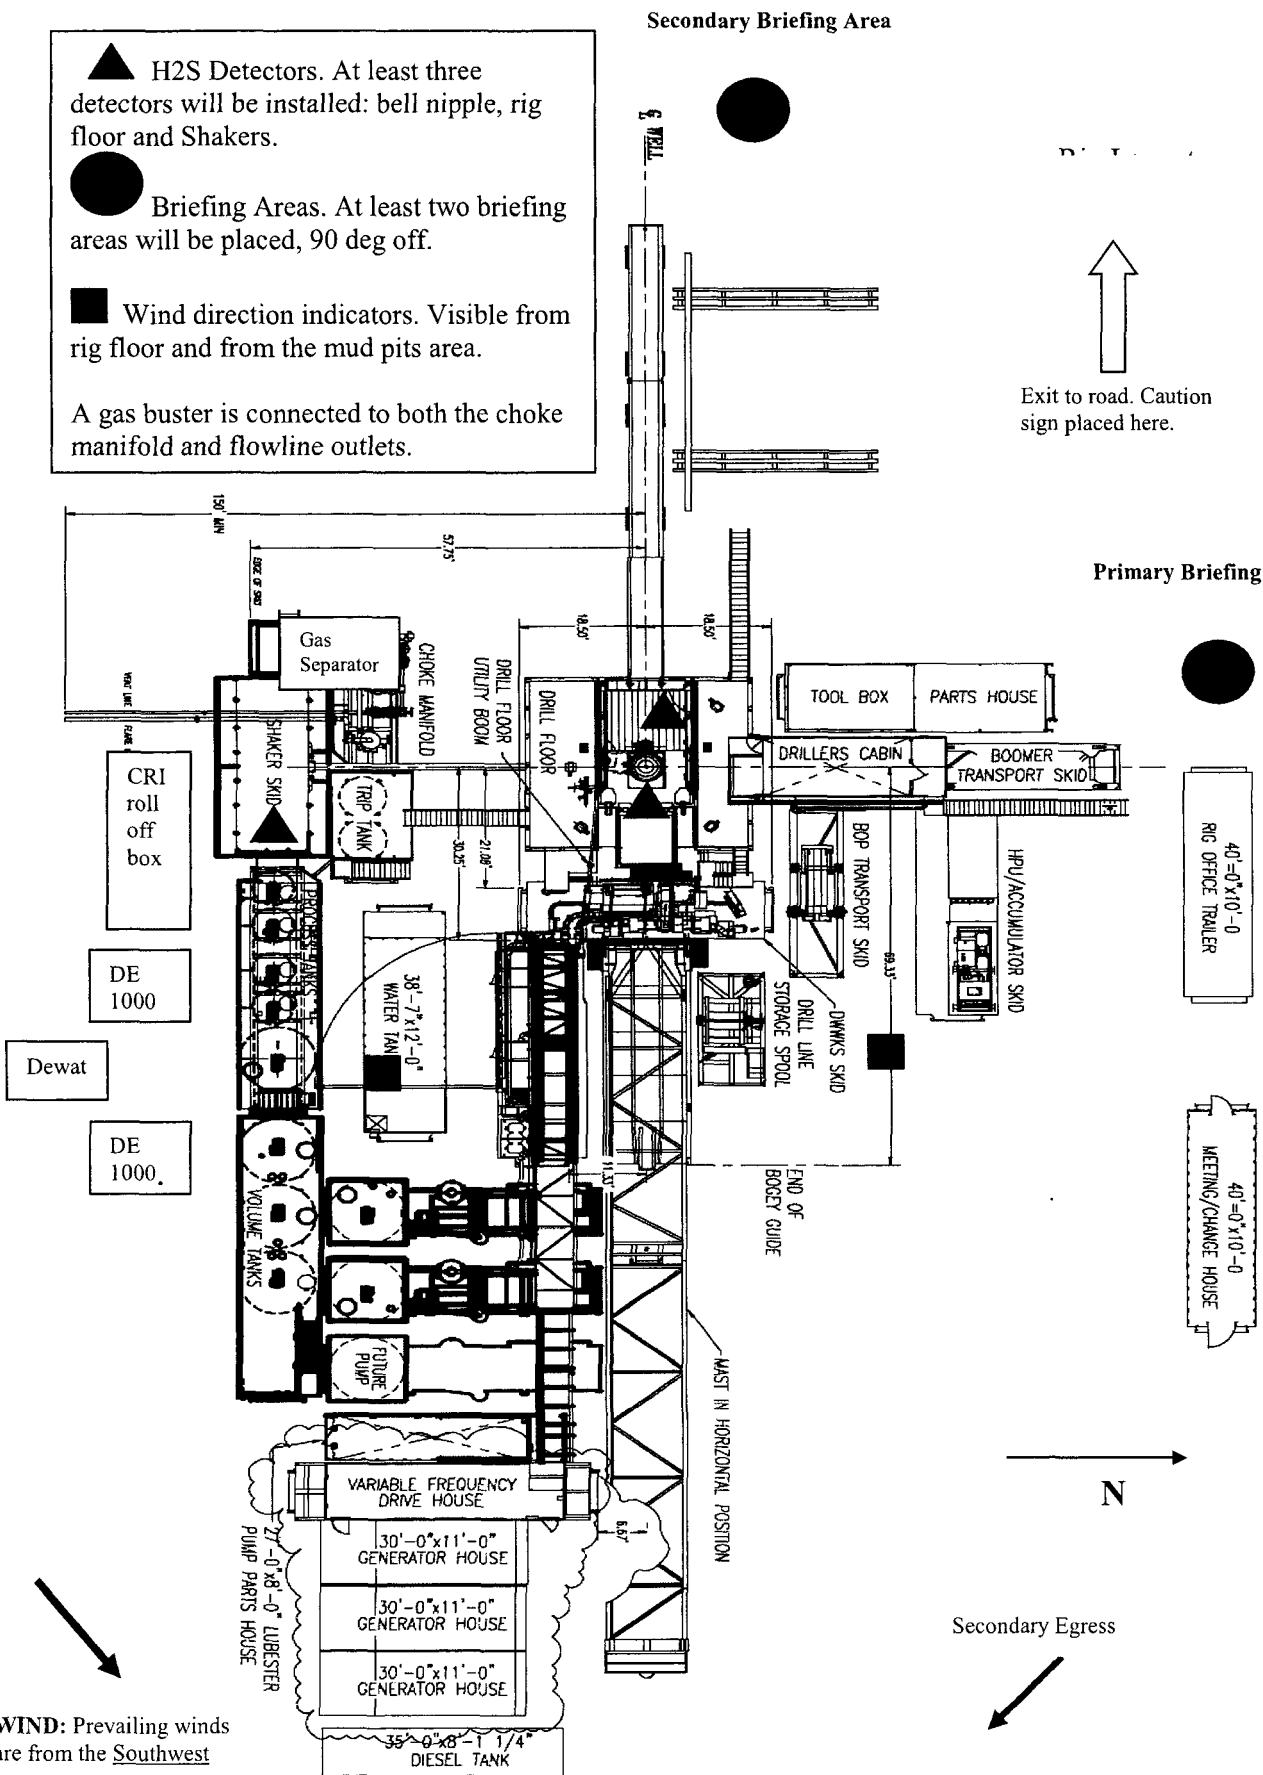 Secondary Briefing Area
H2S Detectors. At least three
detectors will be installed: bell nipple, rig
floor and Shakers.
Briefing Areas. At least two briefing
areas will be placed, 90 deg off.
Wind direction indicators. Visible from
rig floor and from the mud pits area.
A gas buster is connected to both the choke
manifold and flowline outlets.
WELL
Exit to road. Caution
sign placed here.
150' MIN
57.75'
EDGE OF
Primary Briefing
18.50'
18.50'
Gas
Separator
CHOKE MANIFOLD
DRILL FLOOR
UTILITY BOOM
DRILL FLOOR
TOOL BOX
PARTS HOUSE
VENT LINE
SHAKER SKID
DRILLERS CABIN
BOOMER
TRANSPORT SKID
CRI
roll
off
box
TRIP TANK
30.25'
21.08'
BOP TRANSPORT SKID
HPU/ACCUMULATOR SKID
40'=0"x10'-0
RIG OFFICE TRAILER
DE
1000
38'-7"x12'-0"
WATER TAN
69.33'
DRILL LINE
STORAGE SPOOL
DWWKS SKID
Dewat
DE
1000.
VOLUME TANKS
11.33'
END OF
BOGEY GUIDE
40'=0"x10'-0
MEETING/CHANGE HOUSE
FUTURE
PUMP
MAST IN HORIZONTAL POSITION
VARIABLE FREQUENCY
DRIVE HOUSE
6.67'
N
27'-0"x8'-0" LUBESTER
PUMP PARTS HOUSE
30'-0"x11'-0"
GENERATOR HOUSE
30'-0"x11'-0"
GENERATOR HOUSE
30'-0"x11'-0"
GENERATOR HOUSE
Secondary Egress
WIND: Prevailing winds
are from the Southwest
35'-0"x8'-1 1/4"
DIESEL TANK